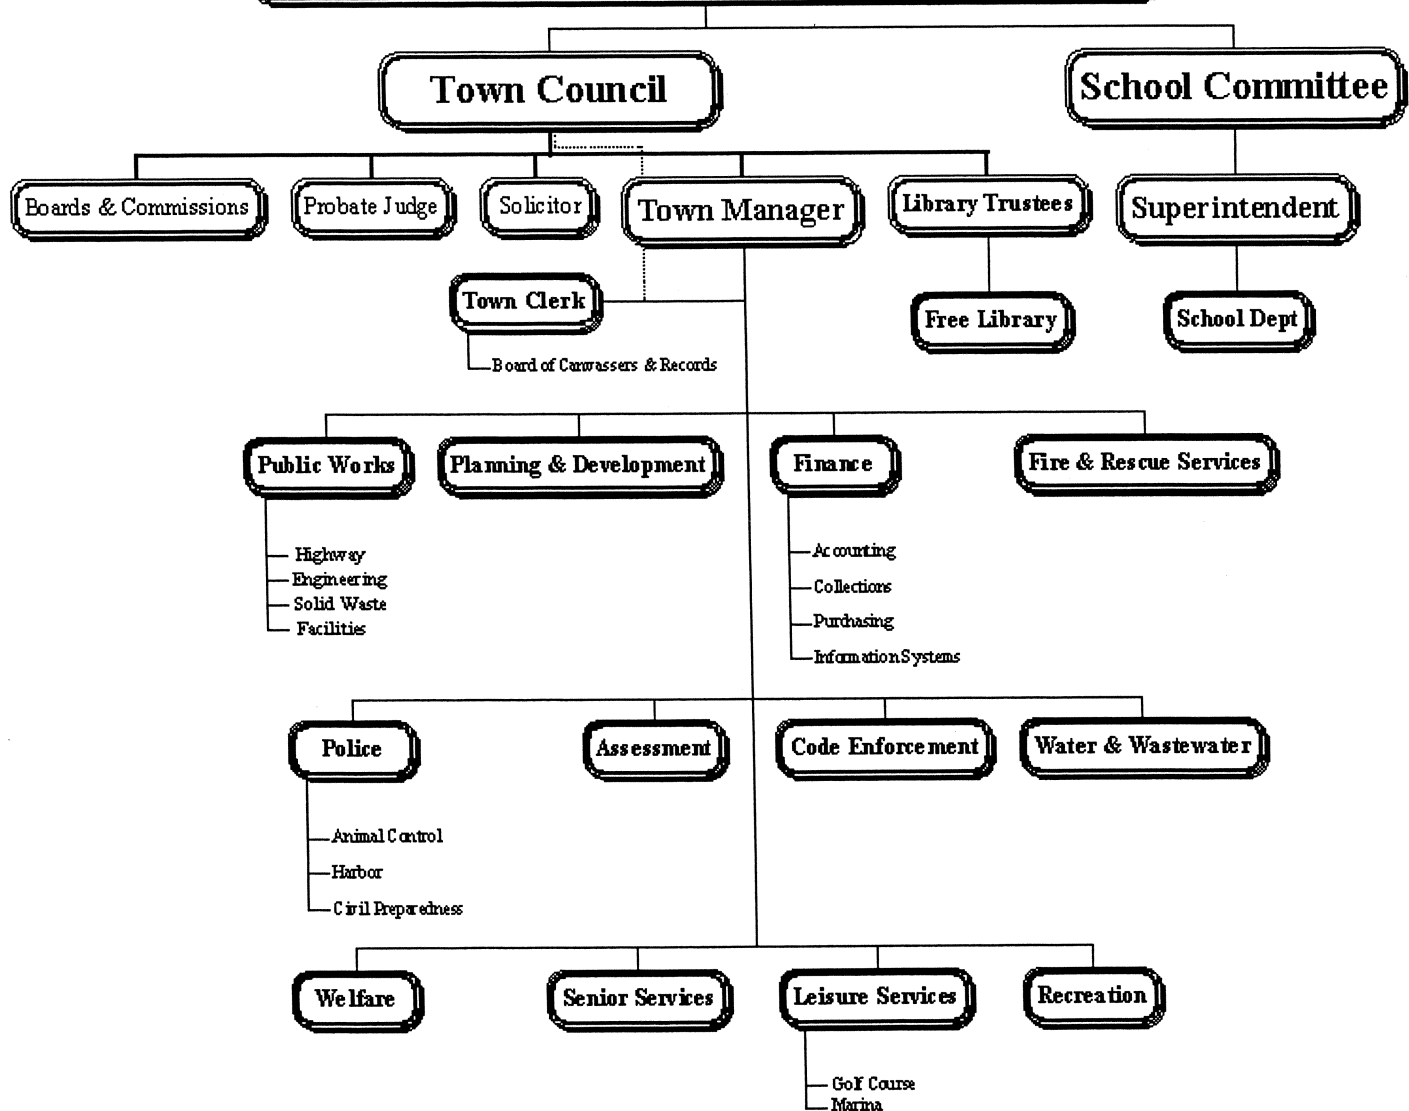 Town Council
School Committee
Boards & Commissions
Probate Judge
Solicitor
Town Manager
Library Trustees
Superintendent
Town Clerk
Free Library
School Dept
Board of Canvassers & Records
Public Works
Planning & Development
Finance
Fire & Rescue Services
Highway
Engineering
Solid Waste
Facilities
Accounting
Collections
Purchasing
Information Systems
Police
Assessment
Code Enforcement
Water & Wastewater
Animal Control
Harbor
Civil Preparedness
Welfare
Senior Services
Leisure Services
Recreation
Golf Course
Marina